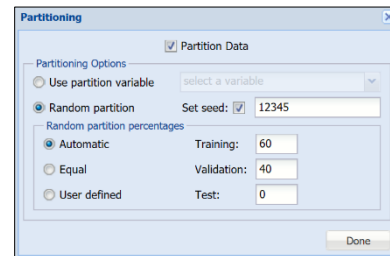 Partitioning
Partition Data
Partitioning Options
Use partition variable select a variable
Random partition Set seed: 12345
Random partition percentages
Automatic Training: 60
Equal Validation: 40
User defined Test: 0
Done